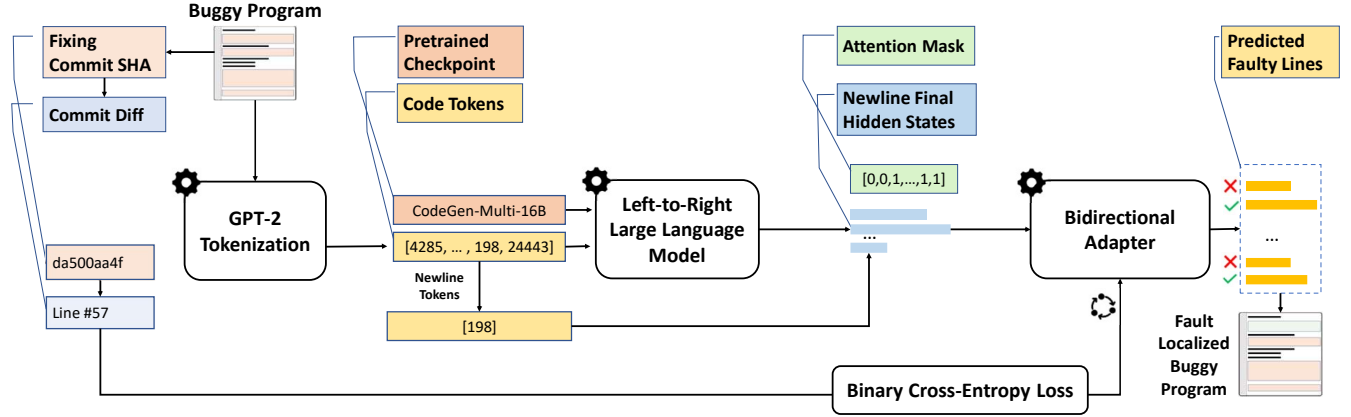 Buggy Program
Fixing
Commit SHA
Commit Diff
Pretrained
Checkpoint
Code Tokens
Attention Mask
Newline Final
Hidden States
Predicted
Faulty Lines
GPT-2
Tokenization
CodeGen-Multi-16B
[4285, ... , 198, 24443]
Newline
Tokens
[198]
Left-to-Right
Large Language
Model
[0,0,1,...,1,1]
...
Bidirectional
Adapter
...
da500aa4f
Line #57
Binary Cross-Entropy Loss
Fault
Localized
Buggy
Program